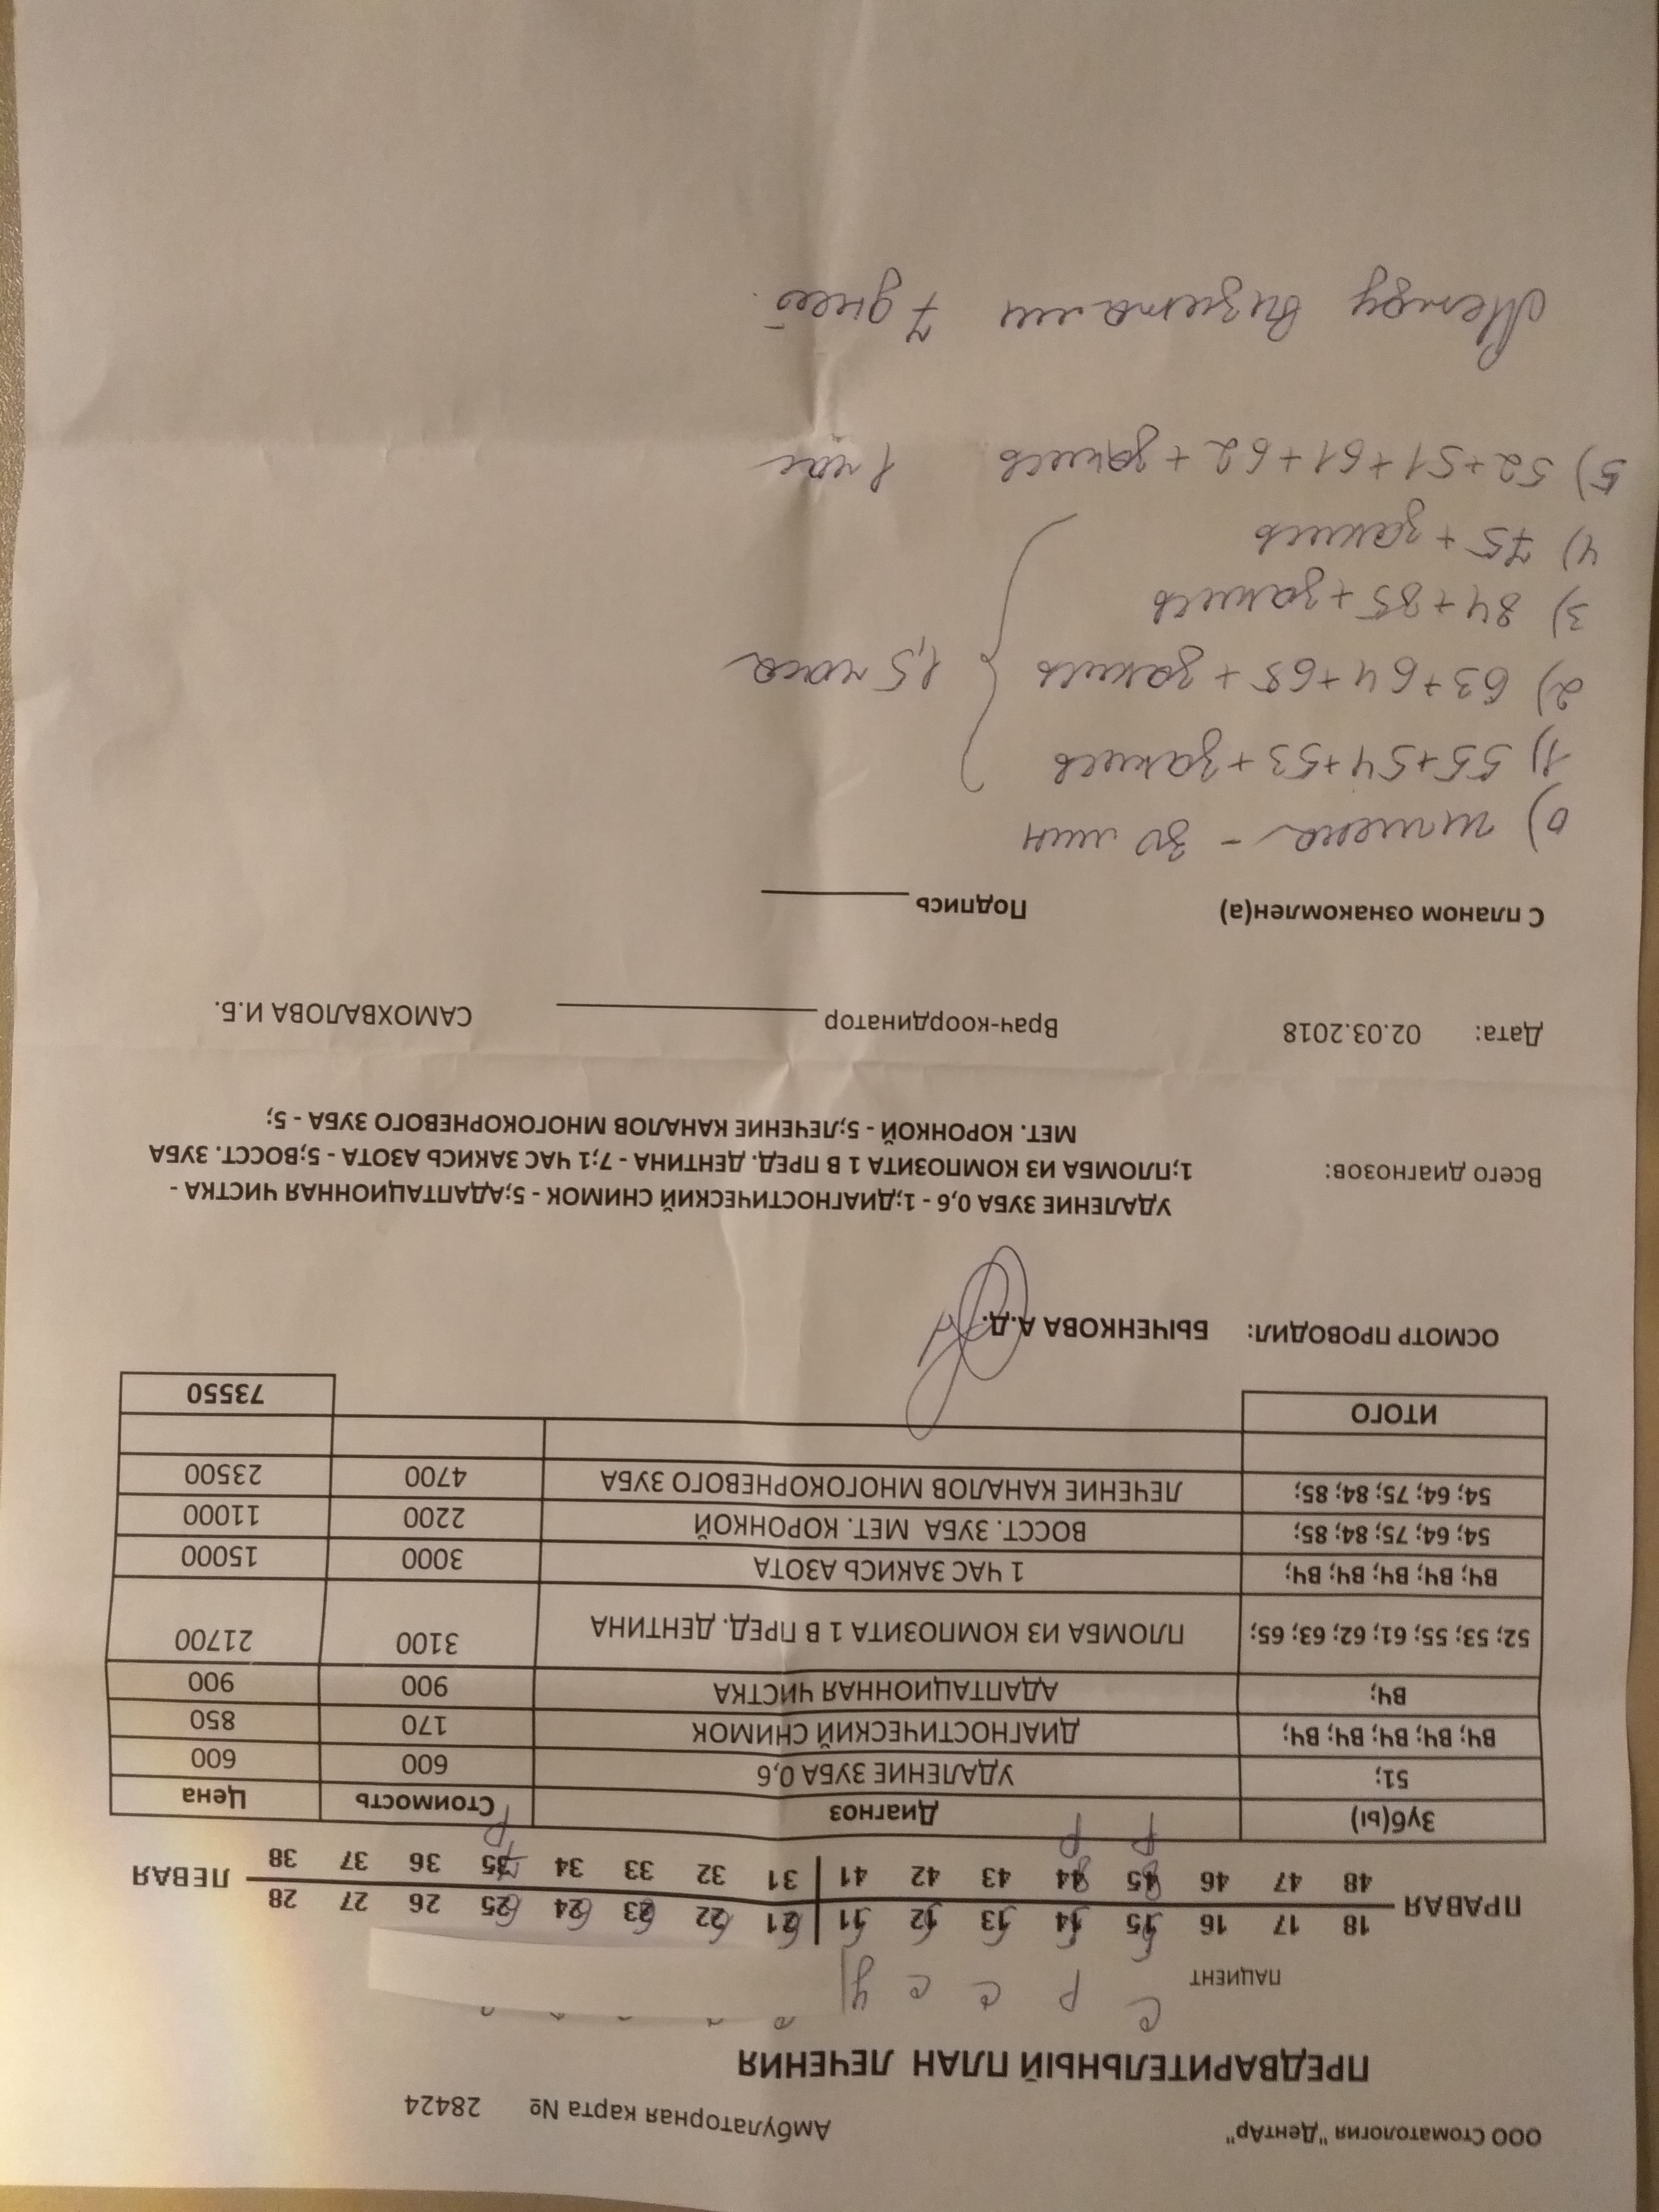 ООО Стоматология "ДентАр" Амбулаторная карта № 28424
ПРЕДВАРИТЕЛЬНЫЙ ПЛАН ЛЕЧЕНИЯ
с р с с у
ПАЦИЕНТ
18 17 16 15 14 13 12 11 21 22 23 24 25 26 27 28
ПРАВАЯ ЛЕВАЯ
48 47 46 45 44 43 42 41 31 32 33 34 35 36 37 38
р р р
Зуб(ы) Диагноз Стоимость Цена
51; УДАЛЕНИЕ ЗУБА 0,6 600 600
ВЧ; ВЧ; ВЧ; ВЧ; ВЧ; ДИАГНОСТИЧЕСКИЙ СНИМОК 170 850
ВЧ; АДАПТАЦИОННАЯ ЧИСТКА 900 900
52; 53; 55; 61; 62; 63; 65; ПЛОМБА ИЗ КОМПОЗИТА 1 В ПРЕД. ДЕНТИНА 3100 21700
ВЧ; ВЧ; ВЧ; ВЧ; ВЧ; 1 ЧАС ЗАКИСЬ АЗОТА 3000 15000
54; 64; 75; 84; 85; ВОССТ. ЗУБА МЕТ. КОРОНКОЙ 2200 11000
54; 64; 75; 84; 85; ЛЕЧЕНИЕ КАНАЛОВ МНОГОКОРНЕВОГО ЗУБА 4700 23500
ИТОГО 73550
ОСМОТР ПРОВОДИЛ: БЫЧЕНКОВА А.Д.
УДАЛЕНИЕ ЗУБА 0,6 - 1;ДИАГНОСТИЧЕСКИЙ СНИМОК - 5;АДАПТАЦИОННАЯ ЧИСТКА -
Всего диагнозов: 1;ПЛОМБА ИЗ КОМПОЗИТА 1 В ПРЕД. ДЕНТИНА - 7;1 ЧАС ЗАКИСЬ АЗОТА - 5;ВОССТ. ЗУБА
МЕТ. КОРОНКОЙ - 5;ЛЕЧЕНИЕ КАНАЛОВ МНОГОКОРНЕВОГО ЗУБА - 5;
Дата: 02.03.2018 Врач-координатор САМОХВАЛОВА И.Б.
С планом ознакомлен(а) Подпись
0) гигиена - 30 мин
1) 55+54+53+закись
2) 63+64+65+закись 1,5 часа
3) 84+85+закись
4) 75+закись
5) 52+51+61+62+закись 1 час
Между визитами 7 дней.